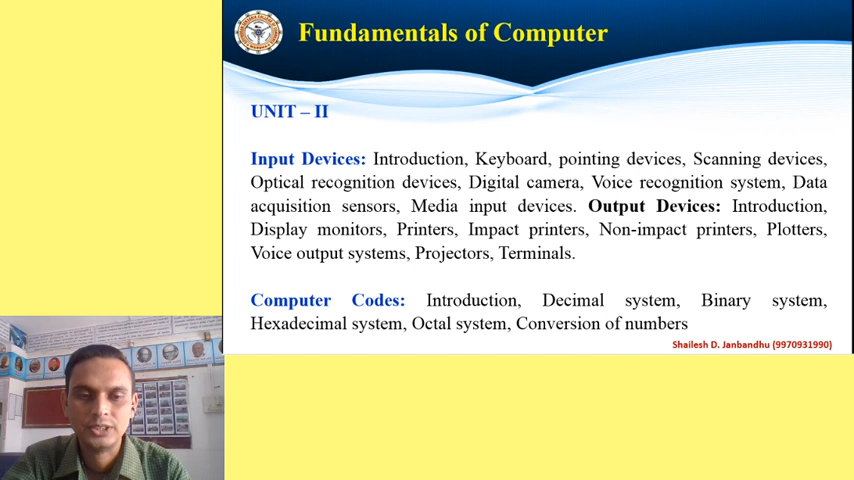 Fundamentals of Computer
UNIT – II
Input Devices: Introduction, Keyboard, pointing devices, Scanning devices,
Optical recognition devices, Digital camera, Voice recognition system, Data
acquisition sensors, Media input devices. Output Devices: Introduction,
Display monitors, Printers, Impact printers, Non-impact printers, Plotters,
Voice output systems, Projectors, Terminals.
Computer Codes: Introduction, Decimal system, Binary system,
Hexadecimal system, Octal system, Conversion of numbers
Shailesh D. Janbandhu (9970931990)